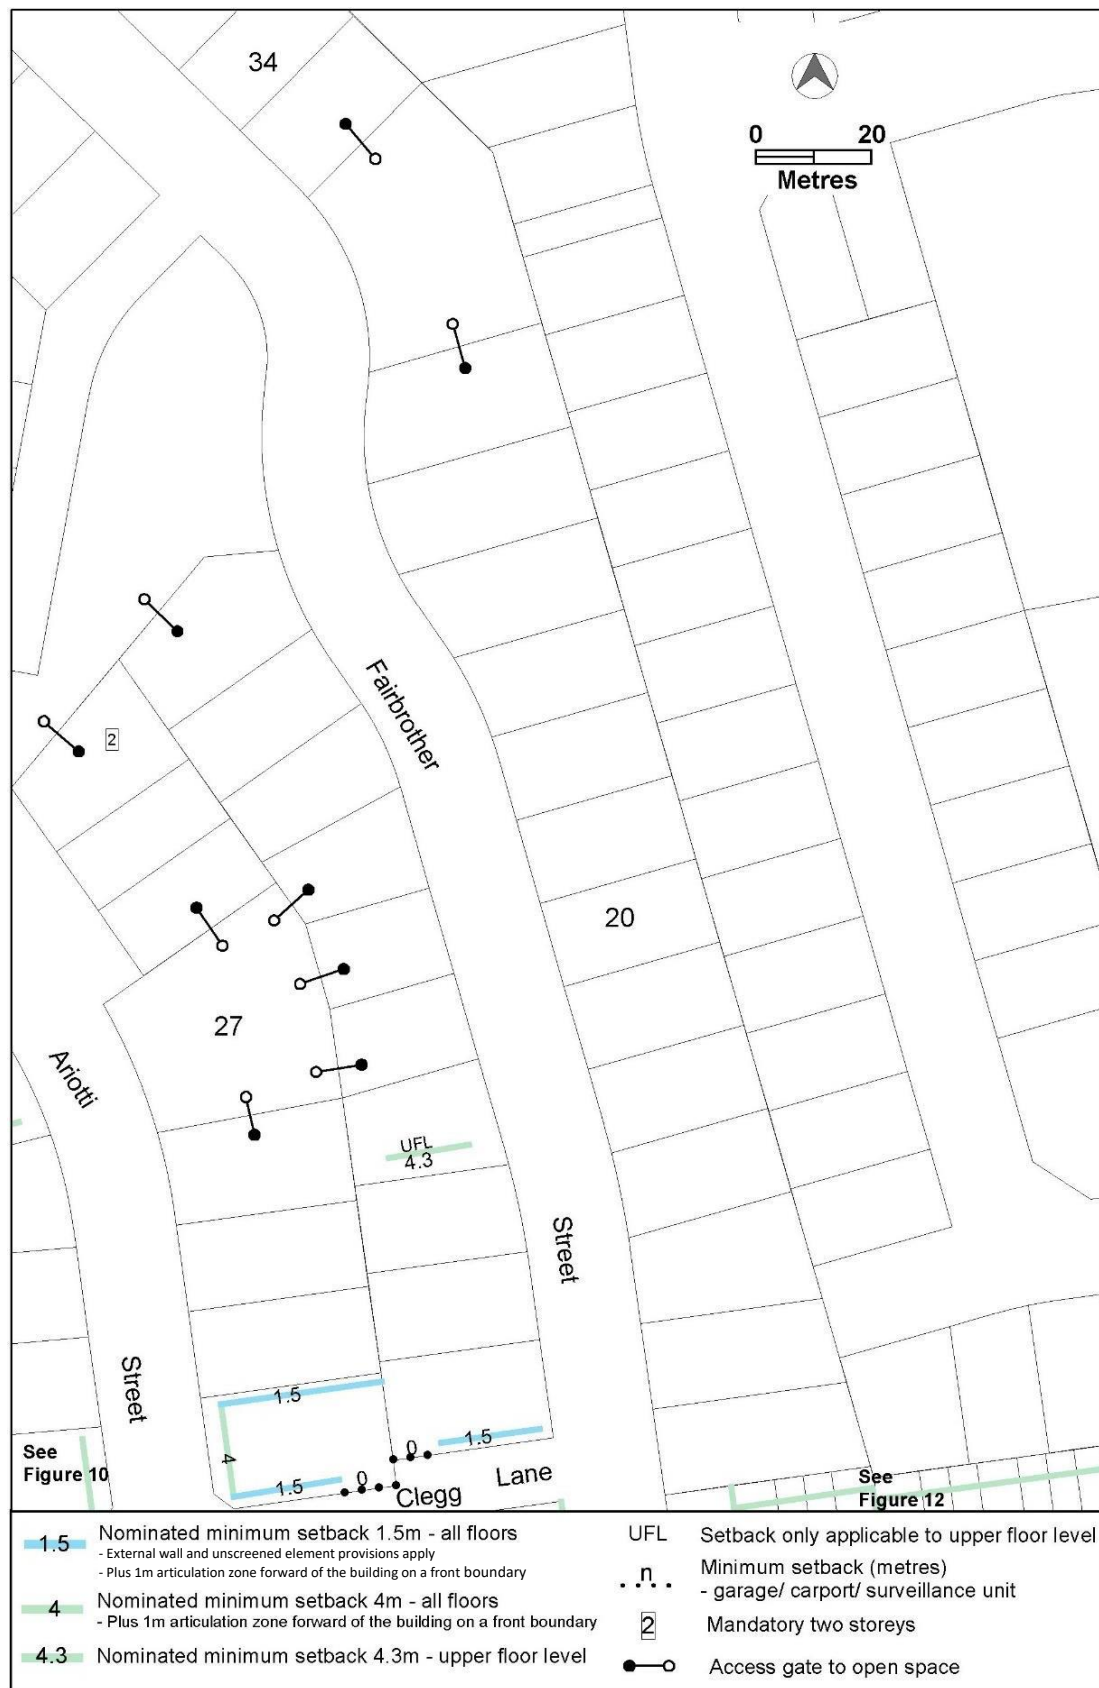 34
0 20
Metres
Fairbrother
2
20
27
Ariotti
UFL
4.3
Street
Street
1.5
4
0
1.5
1.5
0
Clegg
Lane
See
Figure 10
See
Figure 12
1.5 Nominated minimum setback 1.5m - all floors
- External wall and unscreened element provisions apply
- Plus 1m articulation zone forward of the building on a front boundary
4 Nominated minimum setback 4m - all floors
- Plus 1m articulation zone forward of the building on a front boundary
4.3 Nominated minimum setback 4.3m - upper floor level
UFL Setback only applicable to upper floor level
n Minimum setback (metres)
- garage/ carport/ surveillance unit
2 Mandatory two storeys
Access gate to open space